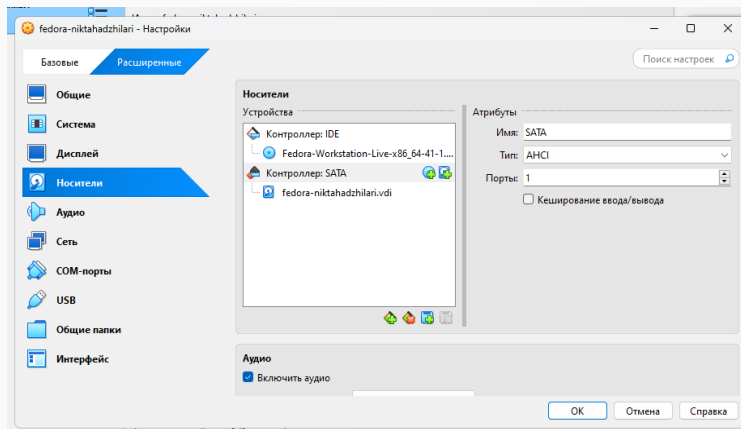 fedora-niktahadzhilari - Настройки
Базовые
Расширенные
Поиск настроек
Общие
Система
Дисплей
Носители
Аудио
Сеть
COM-порты
USB
Общие папки
Интерфейс
Носители
Устройства
Контроллер: IDE
Fedora-Workstation-Live-x86_64-41-1....
Контроллер: SATA
fedora-niktahadzhilari.vdi
Атрибуты
Имя: SATA
Тип: AHCI
Порты: 1
Кеширование ввода/вывода
Аудио
Включить аудио
OK
Отмена
Справка